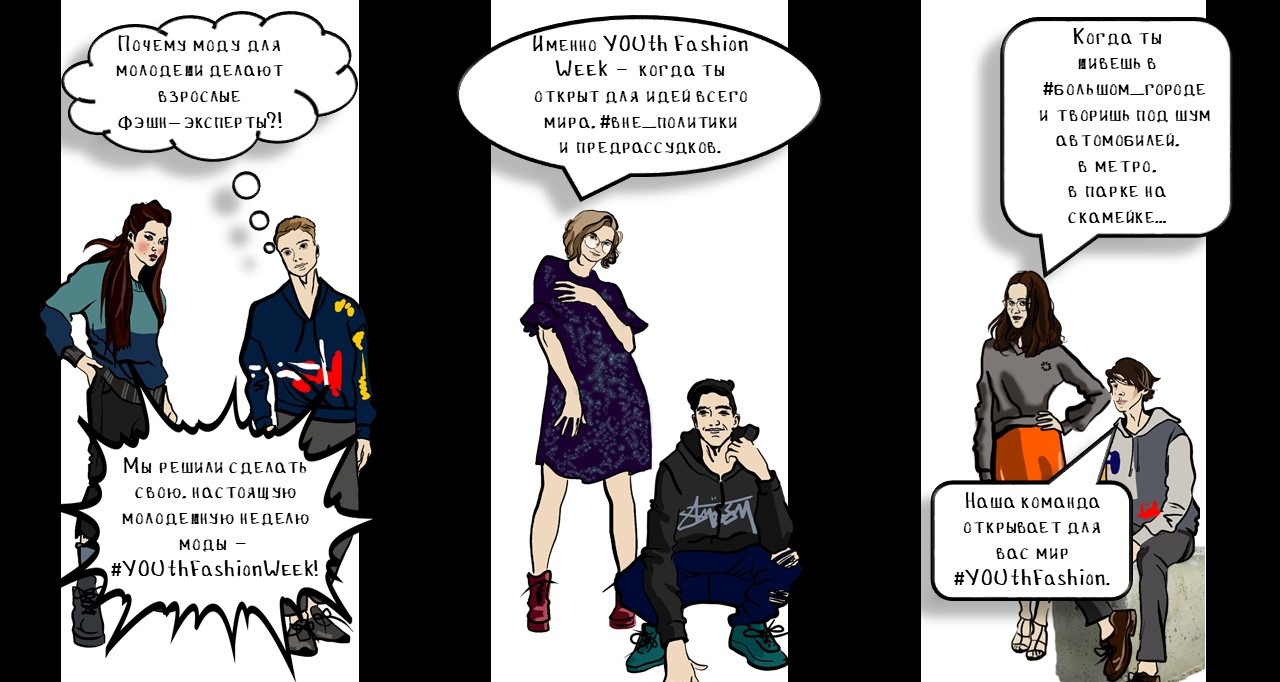 Почему моду для
молодежи делают
взрослые
фэшн-эксперты?!
Мы решили сделать
свою, настоящую
молодежную неделю
моды –
#YOUthFashionWeek!
Именно YOUth Fashion
Week – когда ты
открыт для идей всего
мира, #вне_политики
и предрассудков.
Stüssy
Когда ты
живешь в
#большом_городе
и творишь под шум
автомобилей,
в метро,
в парке на
скамейке...
Наша команда
открывает для
вас мир
#YOUthFashion.